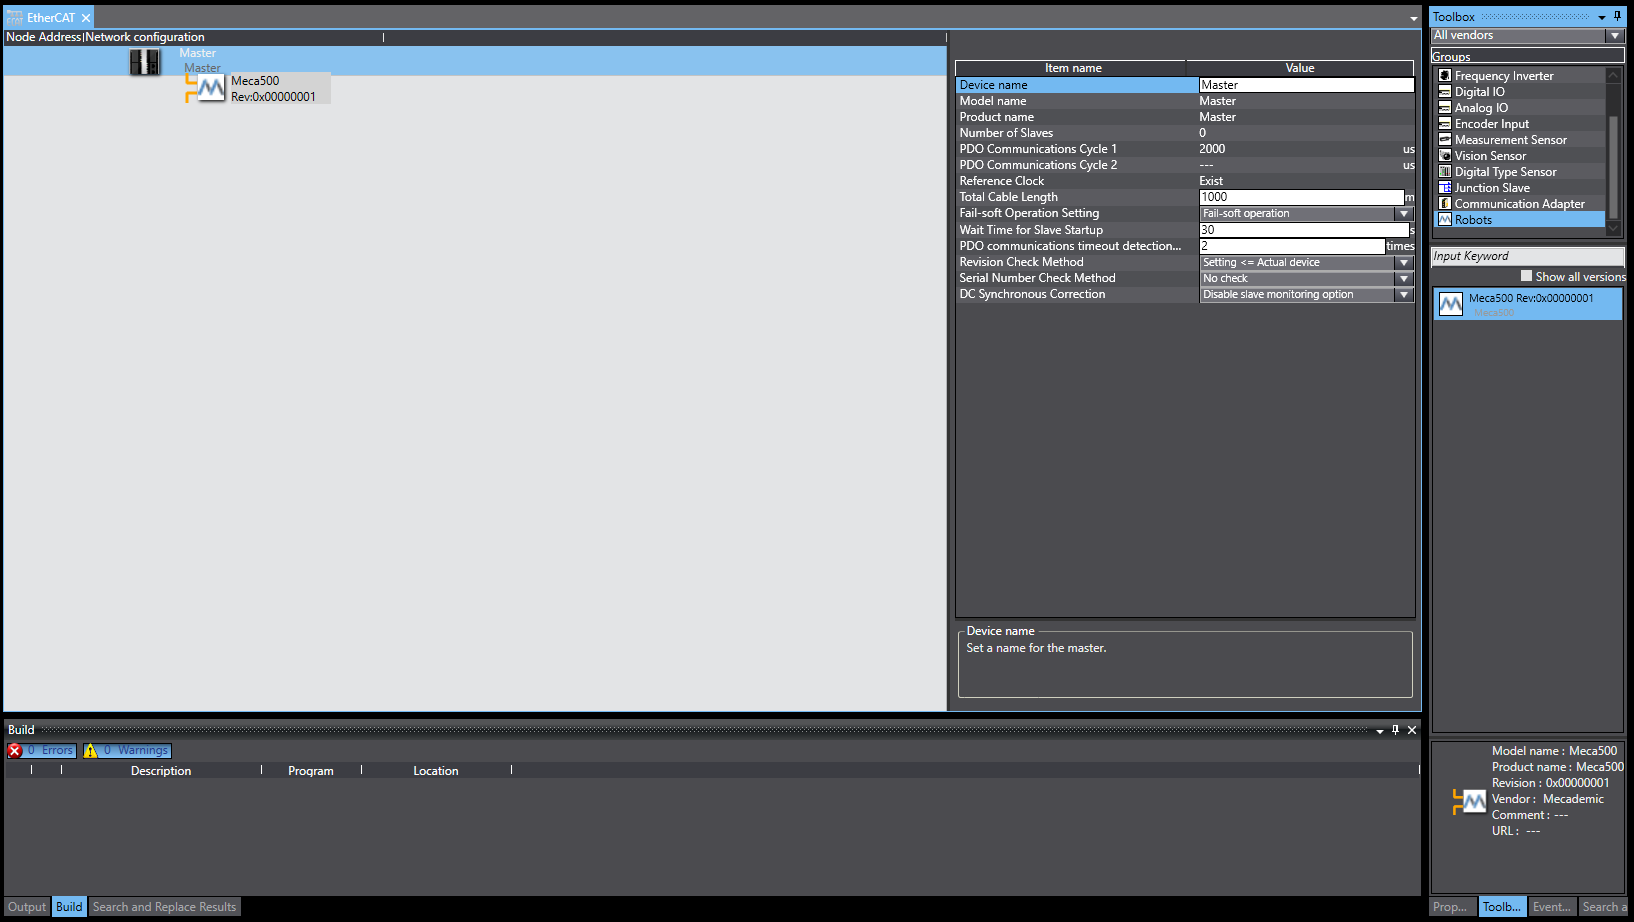 EtherCAT
Node Address|Network configuration
Master
Master
Meca500
Rev:0x00000001
Item name Value
Device name Master
Model name Master
Product name Master
Number of Slaves 0
PDO Communications Cycle 1 2000 us
PDO Communications Cycle 2 --- us
Reference Clock Exist
Total Cable Length 1000 m
Fail-soft Operation Setting Fail-soft operation
Wait Time for Slave Startup 30 s
PDO communications timeout detection... 2 times
Revision Check Method Setting <= Actual device
Serial Number Check Method No check
DC Synchronous Correction Disable slave monitoring option
Device name
Set a name for the master.
Toolbox
All vendors
Groups
Frequency Inverter
Digital IO
Analog IO
Encoder Input
Measurement Sensor
Vision Sensor
Digital Type Sensor
Junction Slave
Communication Adapter
Robots
Input Keyword
Show all versions
Meca500 Rev:0x00000001
Meca500
Model name : Meca500
Product name : Meca500
Revision : 0x00000001
Vendor : Mecademic
Comment : ---
URL : ---
Prop... Toolb... Event... Search a
Build
0 Errors 0 Warnings
Description Program Location
Output Build Search and Replace Results